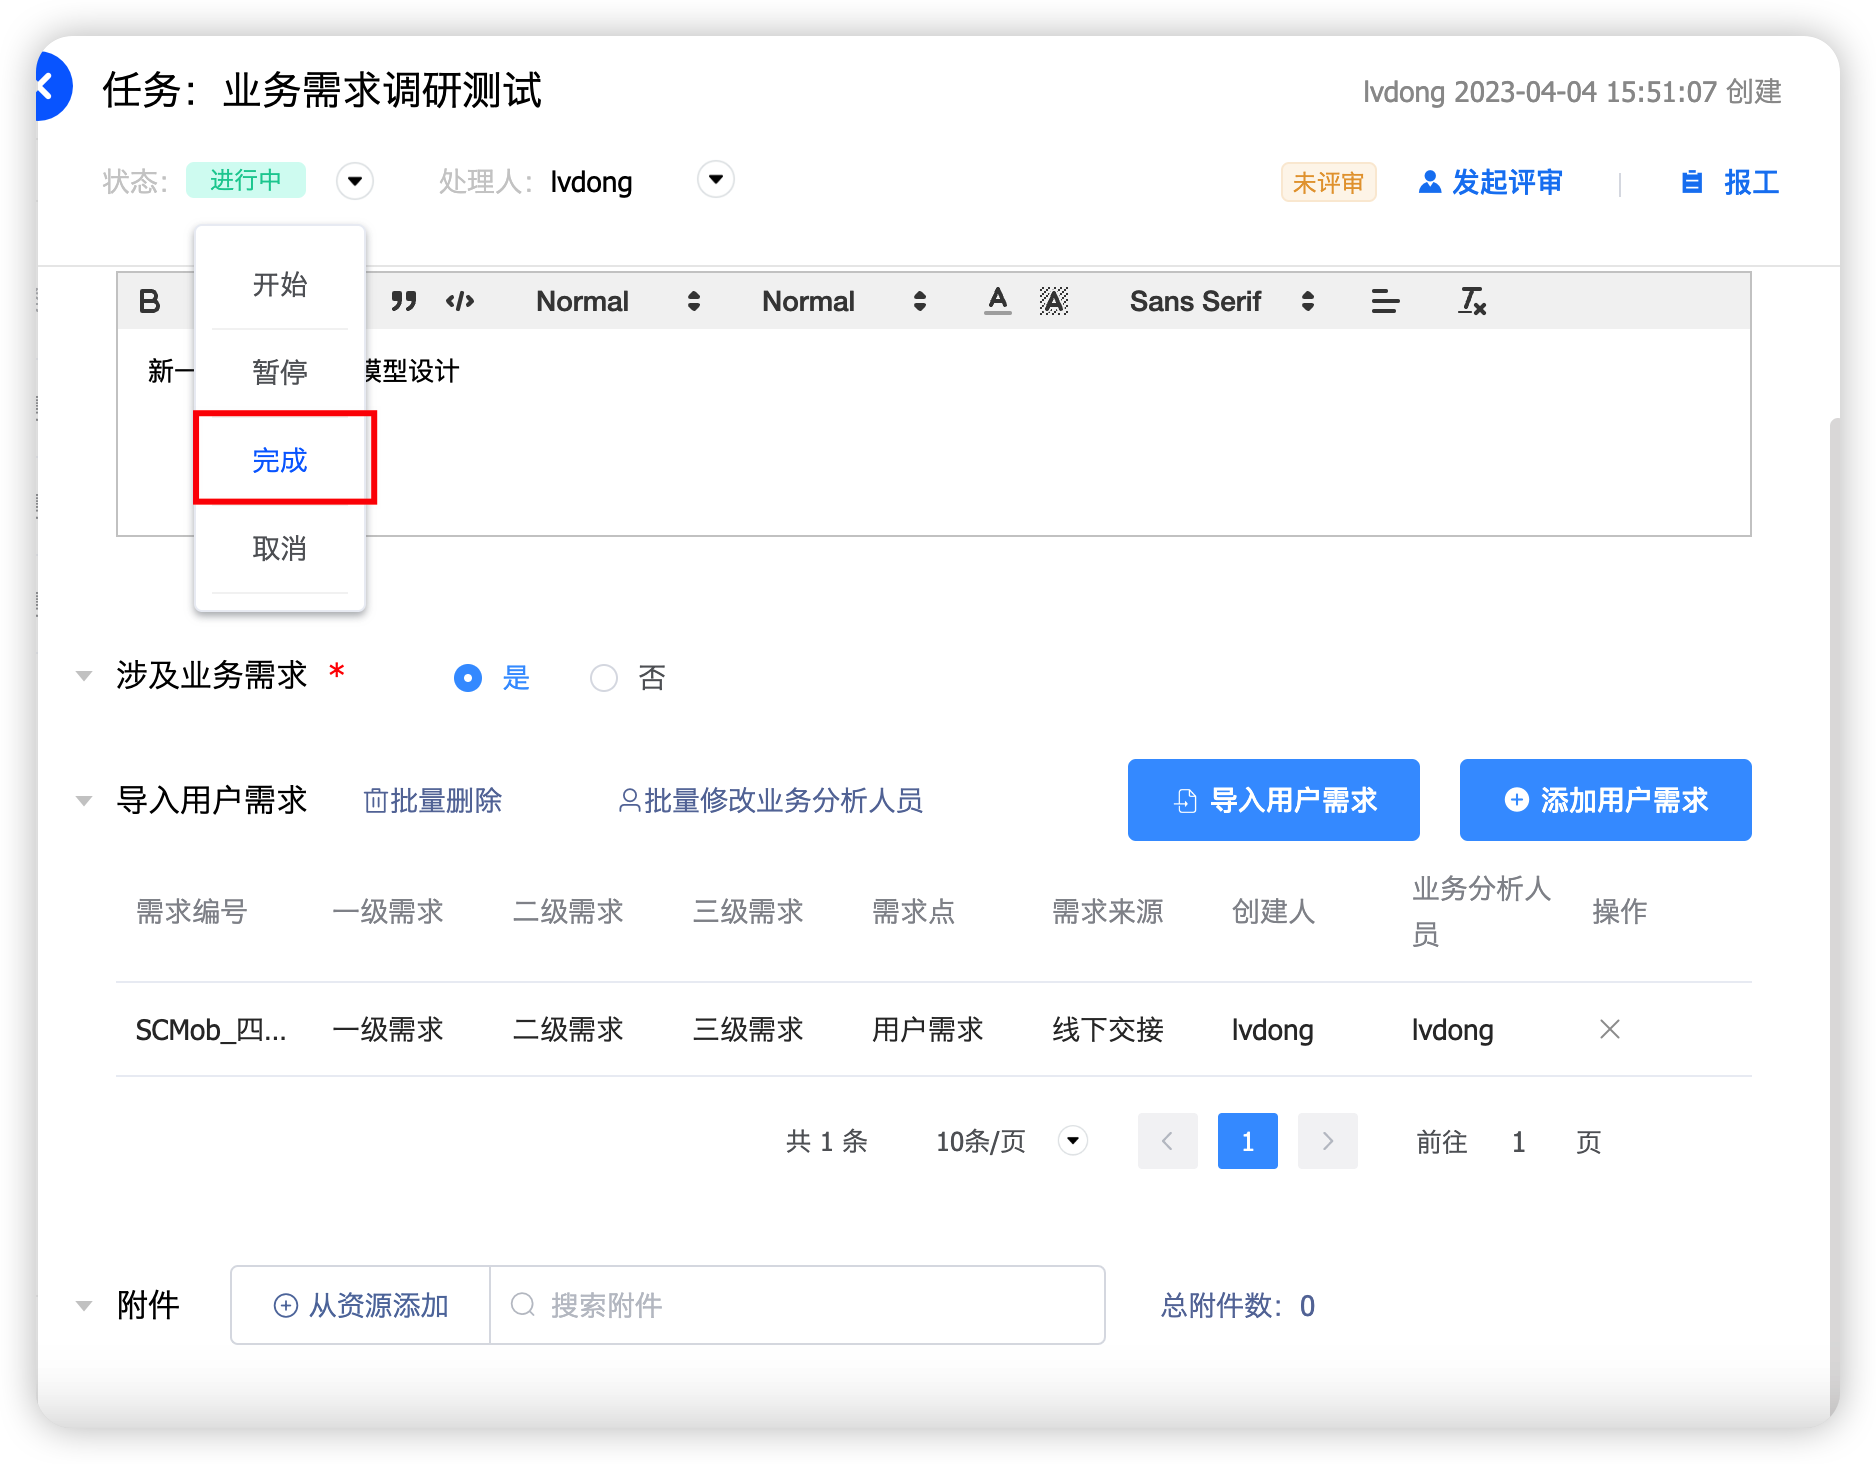 任务：业务需求调研测试
lvdong 2023-04-04 15:51:07 创建
状态： 进行中 处理人： lvdong 未评审 发起评审 报工
开始
暂停
完成
取消
B Normal Normal A A Sans Serif
新一 模型设计
涉及业务需求 * 是 否
导入用户需求 批量删除 批量修改业务分析人员 导入用户需求 添加用户需求
需求编号 一级需求 二级需求 三级需求 需求点 需求来源 创建人 业务分析人员 操作
SCMob_四... 一级需求 二级需求 三级需求 用户需求 线下交接 lvdong lvdong
共 1 条 10条/页 1 前往 1 页
附件 从资源添加 搜索附件 总附件数：0